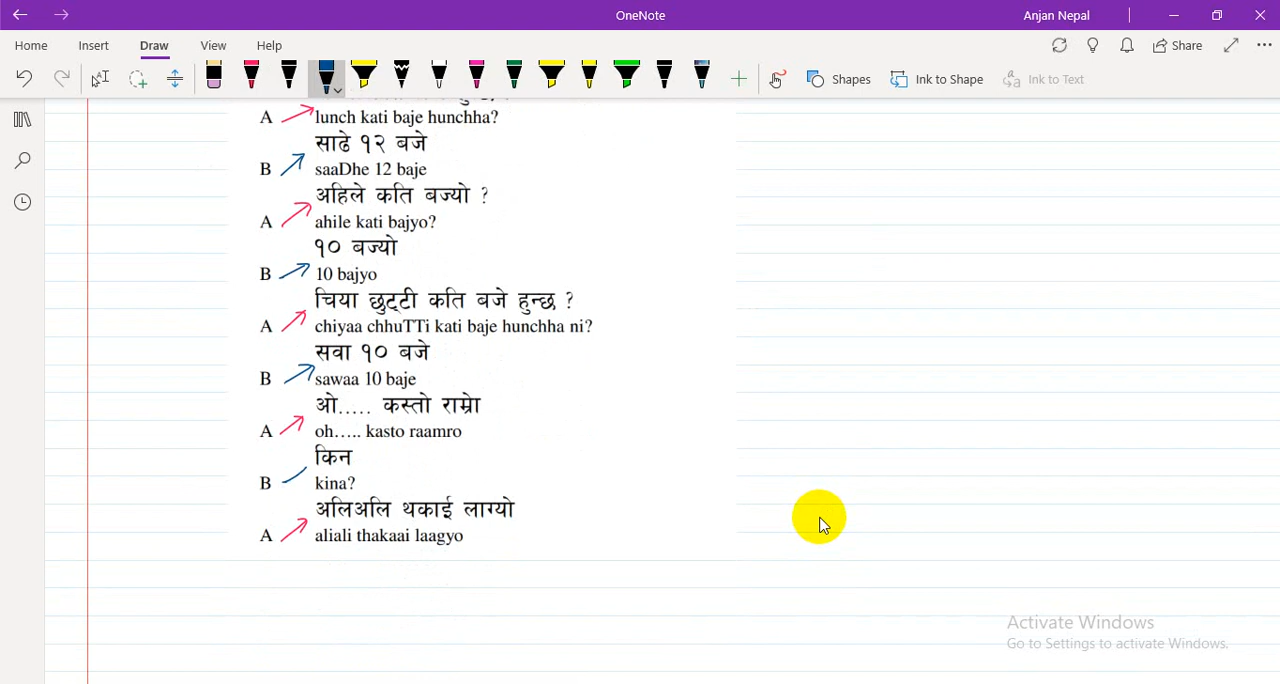 OneNote
Anjan Nepal
Home Insert Draw View Help
Share
Shapes Ink to Shape Ink to Text
A lunch kati baje hunchha?
साढे १२ बजे
B saaDhe 12 baje
अहिले कति बज्यो ?
A ahile kati bajyo?
१० बज्यो
B 10 bajyo
चिया छुट्टी कति बजे हुन्छ ?
A chiyaa chhuTTi kati baje hunchha ni?
सवा १० बजे
B sawaa 10 baje
ओ..... कस्तो राम्रो
A oh….. kasto raamro
किन
B kina?
अलिअलि थकाई लाग्यो
A aliali thakaai laagyo
Activate Windows
Go to Settings to activate Windows.